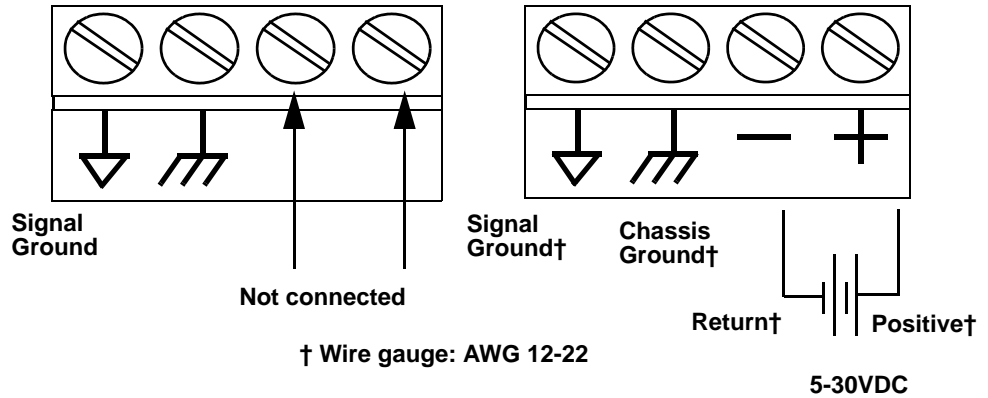 Signal
Ground
Not connected
Signal
Ground†
Chassis
Ground†
Return†
Positive†
† Wire gauge: AWG 12-22
5-30VDC